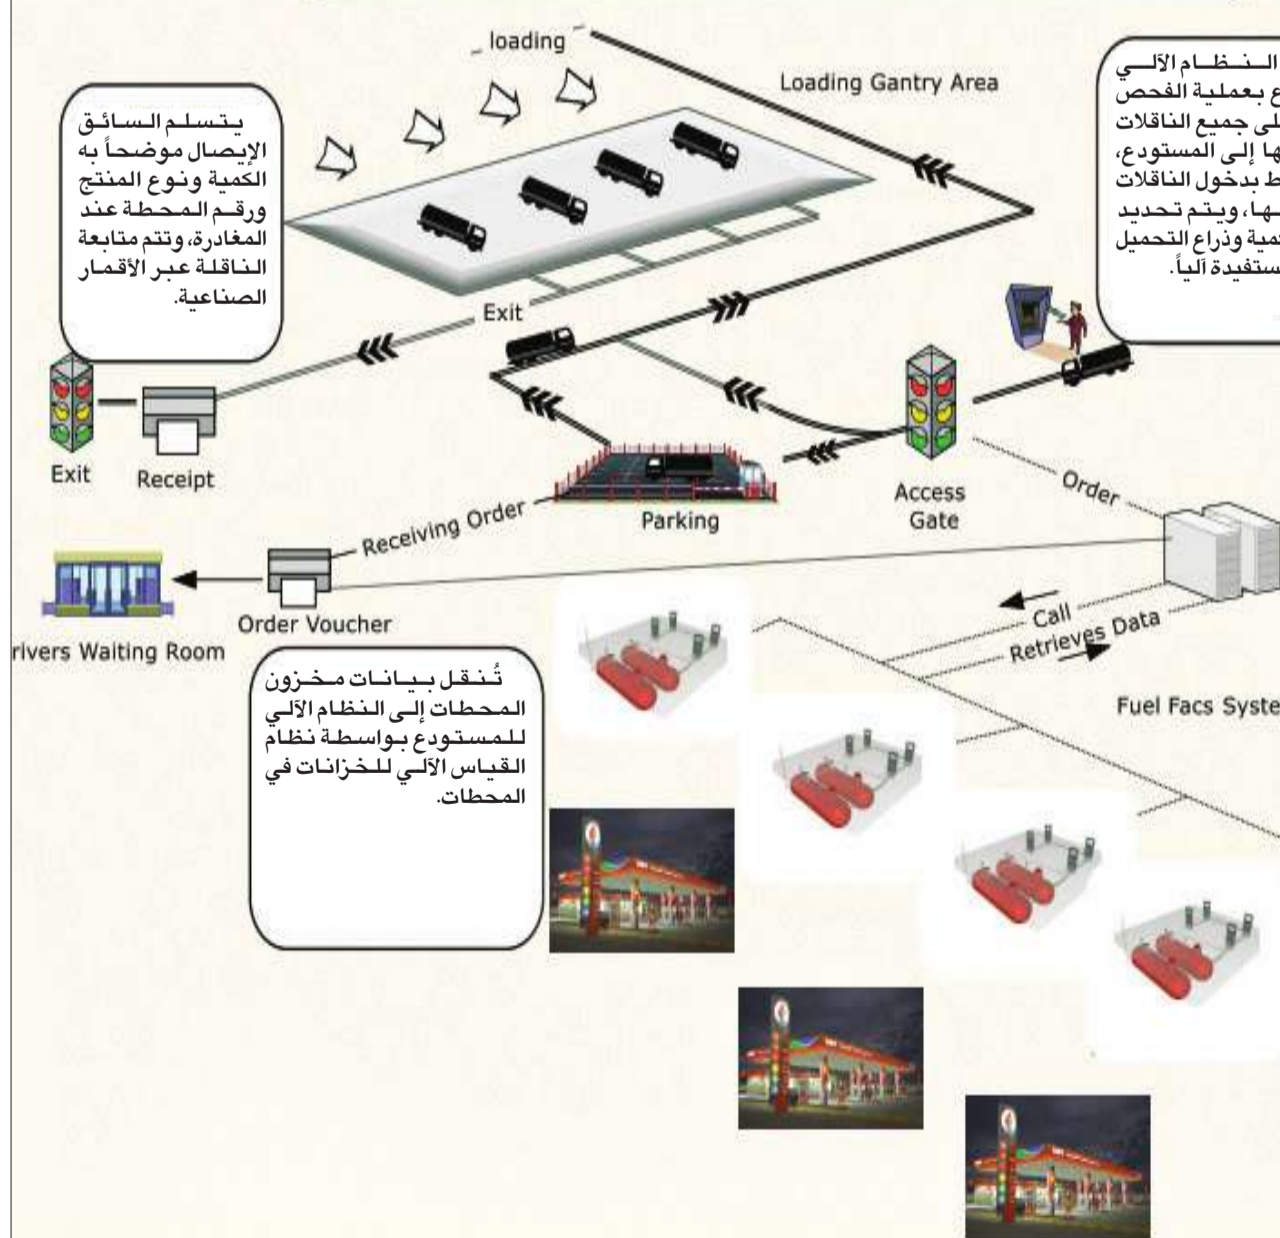 loading
Loading Gantry Area
النظام الآلي
بعملية الفحص
جميع الناقلات
إلى المستودع،
بدخول الناقلات
ويتم تحديد
وذراع التحميل
آلياً.
يتسلم السائق
الإيصال موضحاً به
الكمية ونوع المنتج
ورقم المحطة عند
المغادرة، وتتم متابعة
الناقلة عبر الأقمار
الصناعية.
Exit
Exit
Receipt
Parking
Access
Gate
Order
Receiving Order
Order Voucher
rivers Waiting Room
Call
Retrieves Data
Fuel Facs Syste
تُنقل بيانات مخزون
المحطات إلى النظام الآلي
للمستودع بواسطة نظام
القياس الآلي للخزانات في
المحطات.